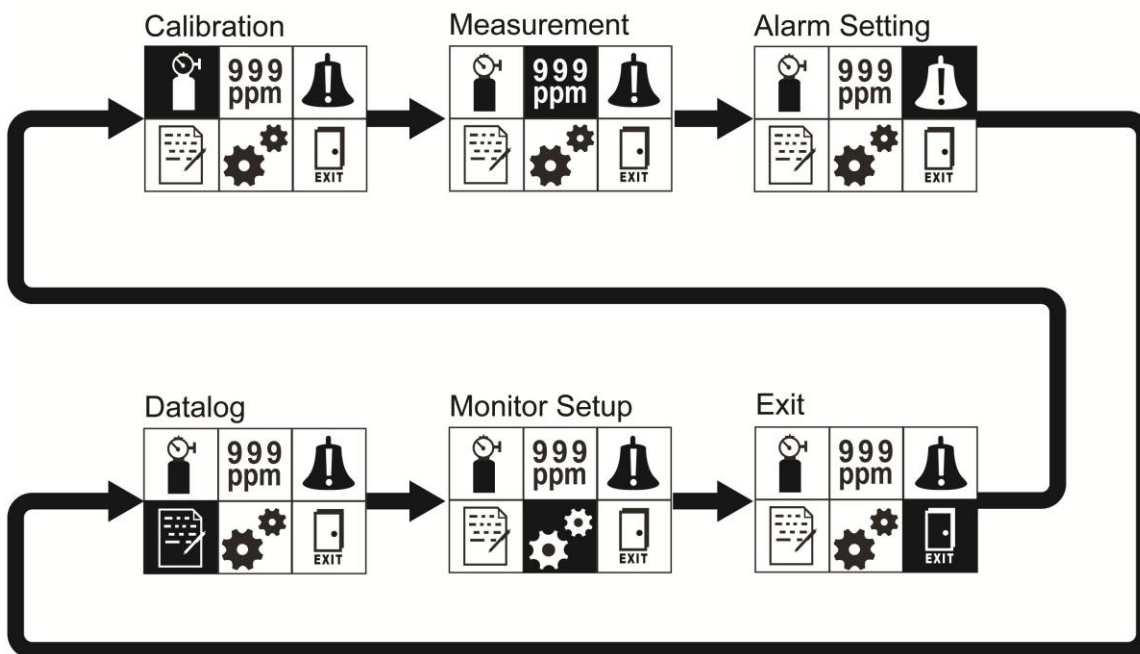 Calibration Measurement Alarm Setting
999 999 999
ppm ppm ppm
EXIT EXIT EXIT
Datalog Monitor Setup Exit
999 999 999
ppm ppm ppm
EXIT EXIT EXIT